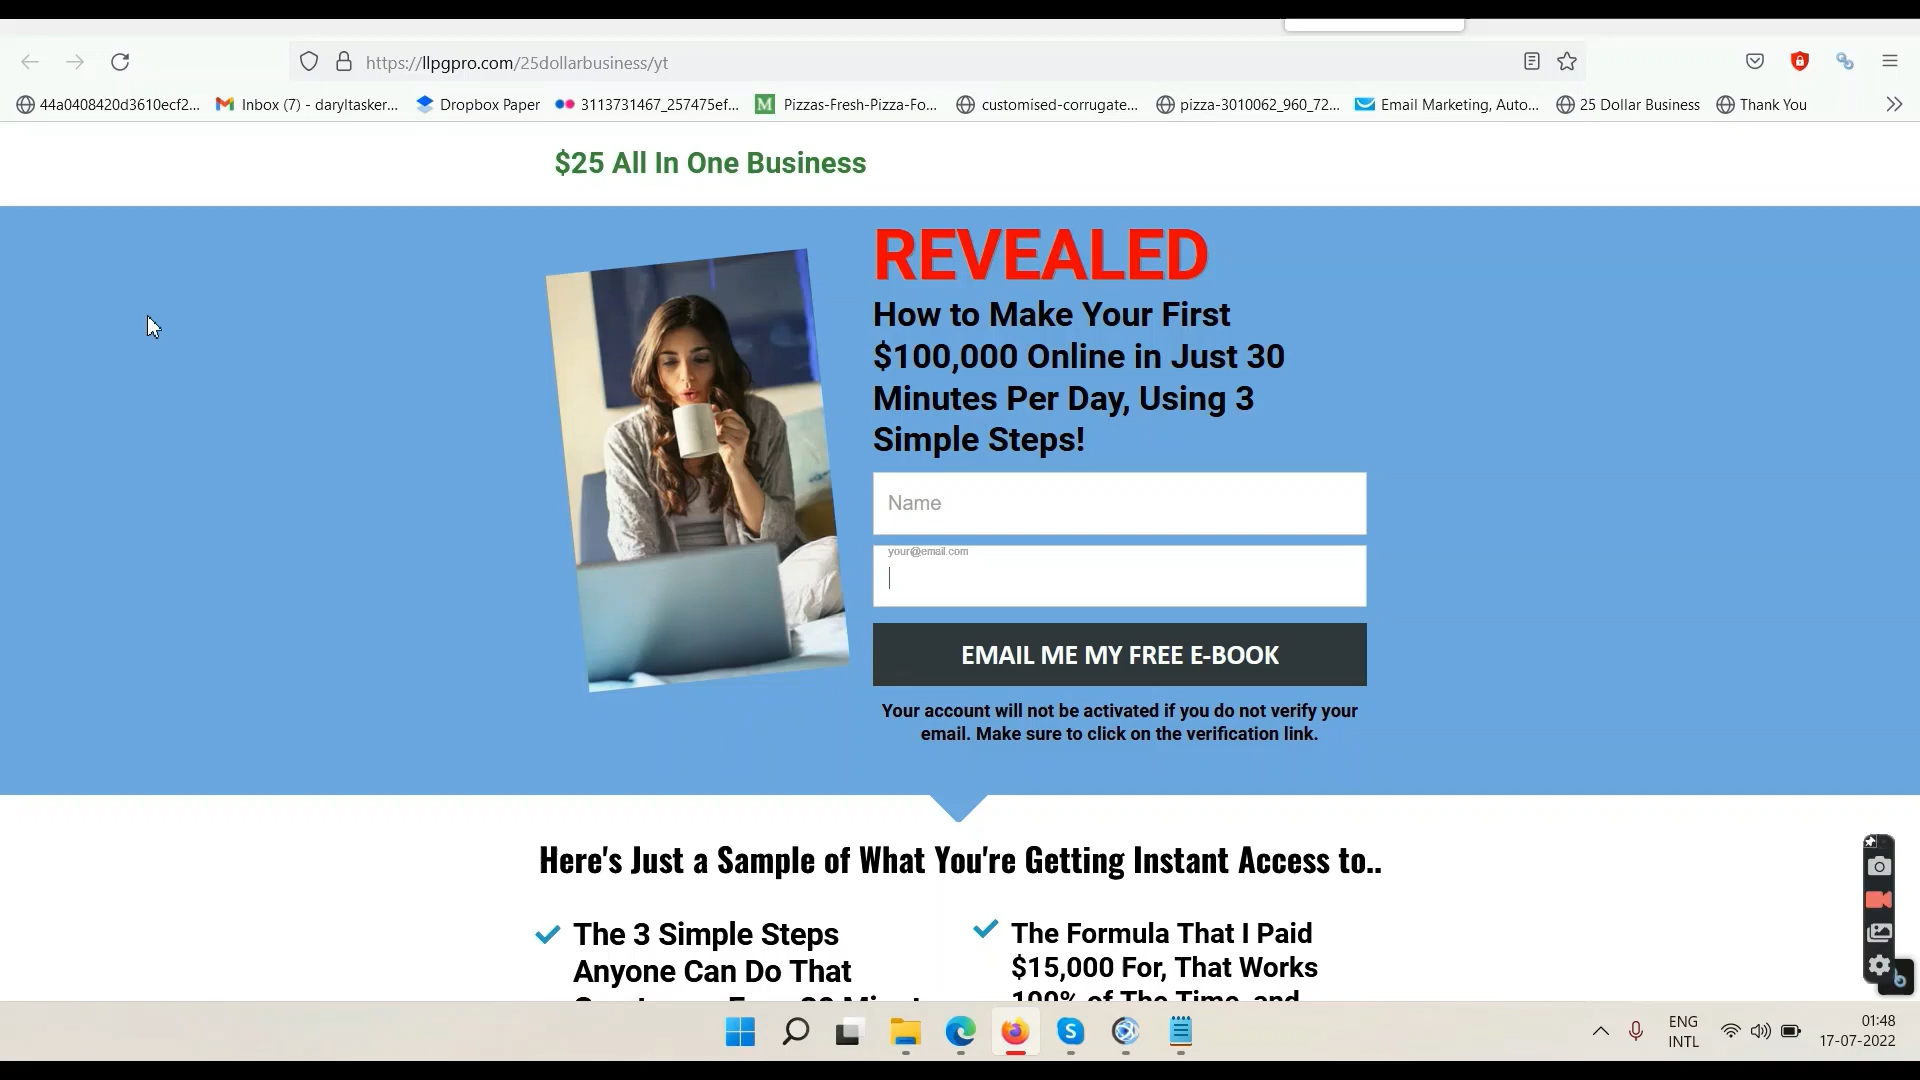 https://llpgpro.com/25dollarbusiness/yt
44a0408420d3610ecf2...
Inbox (7) - daryltasker...
Dropbox Paper
3113731467_257475ef...
M
Pizzas-Fresh-Pizza-Fo...
customised-corrugate...
pizza-3010062_960_72...
Email Marketing, Auto...
25 Dollar Business
Thank You
$25 All In One Business
REVEALED
How to Make Your First
$100,000 Online in Just 30
Minutes Per Day, Using 3
Simple Steps!
Name
your@email.com
EMAIL ME MY FREE E-BOOK
Your account will not be activated if you do not verify your
email. Make sure to click on the verification link.
Here's Just a Sample of What You're Getting Instant Access to..
The 3 Simple Steps
Anyone Can Do That
The Formula That I Paid
$15,000 For, That Works
100% of The Time, and
S
ENG
INTL
01:48
17-07-2022